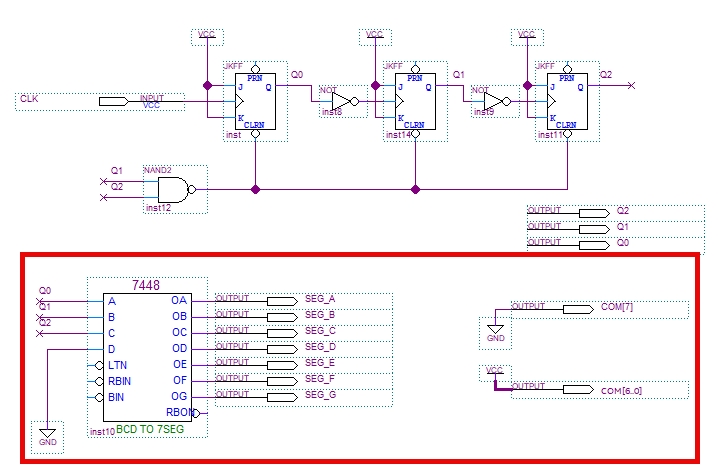 VCC VCC VCC
JKFF JKFF JKFF
PRN PRN PRN
J Q Q0 J Q Q1 J Q Q2
CLK INPUT NOT NOT
VCC
K K K
CLRN CLRN CLRN
inst inst8 inst14 inst9 inst11
Q1 NAND2
Q2
inst12
OUTPUT Q2
OUTPUT Q1
OUTPUT Q0
7448
Q0 A OA OUTPUT SEG_A
Q1 B OB OUTPUT SEG_B
Q2 C OC OUTPUT SEG_C
D OD OUTPUT SEG_D
LTN OE OUTPUT SEG_E
RBIN OF OUTPUT SEG_F
BIN OG OUTPUT SEG_G
RBON
inst10 BCD TO 7SEG
GND
OUTPUT COM[7]
GND
VCC
OUTPUT COM[6..0]